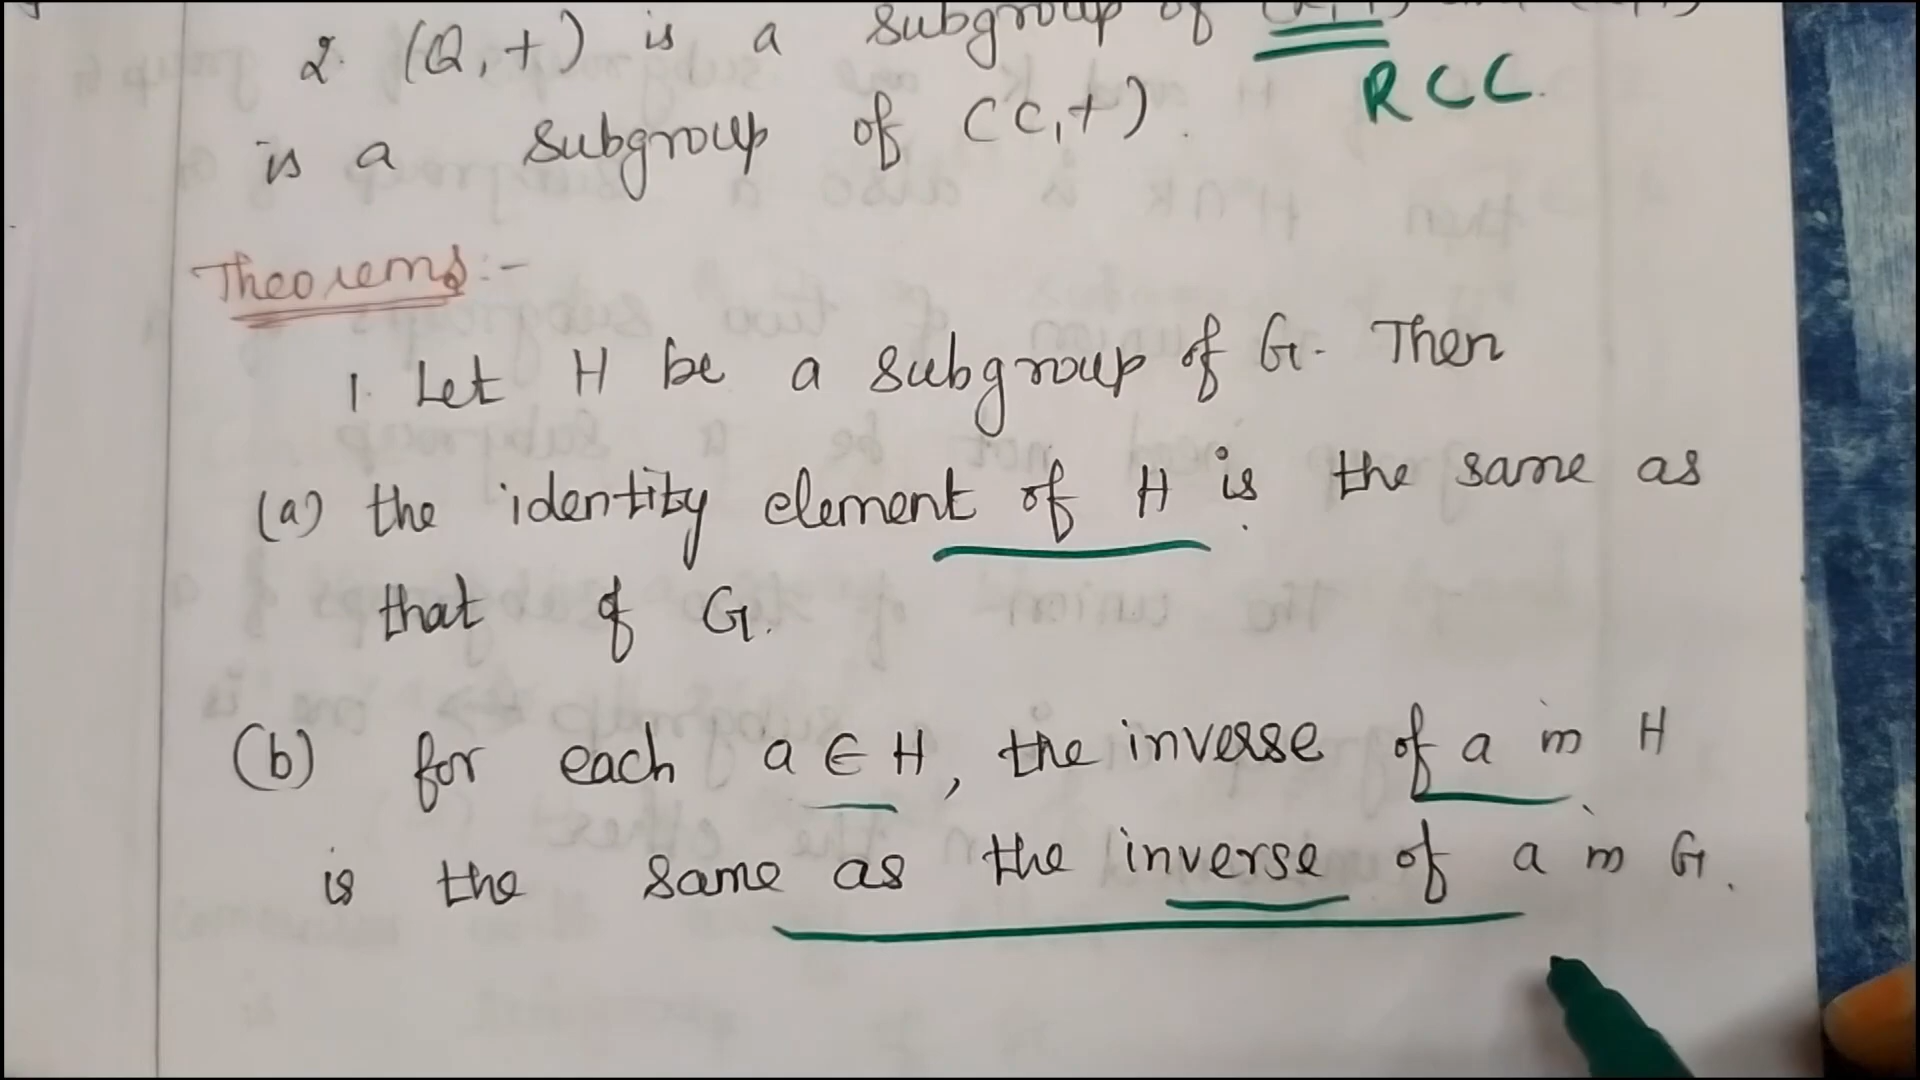 2. (Q,+) is a subgroup of
R ⊂ C.
is a subgroup of (C,+).
Theorems:-
1. Let H be a subgroup of G. Then
(a) the identity element of H is the same as
that of G.
(b) for each a ∈ H, the inverse of a in H
is the same as the inverse of a in G.